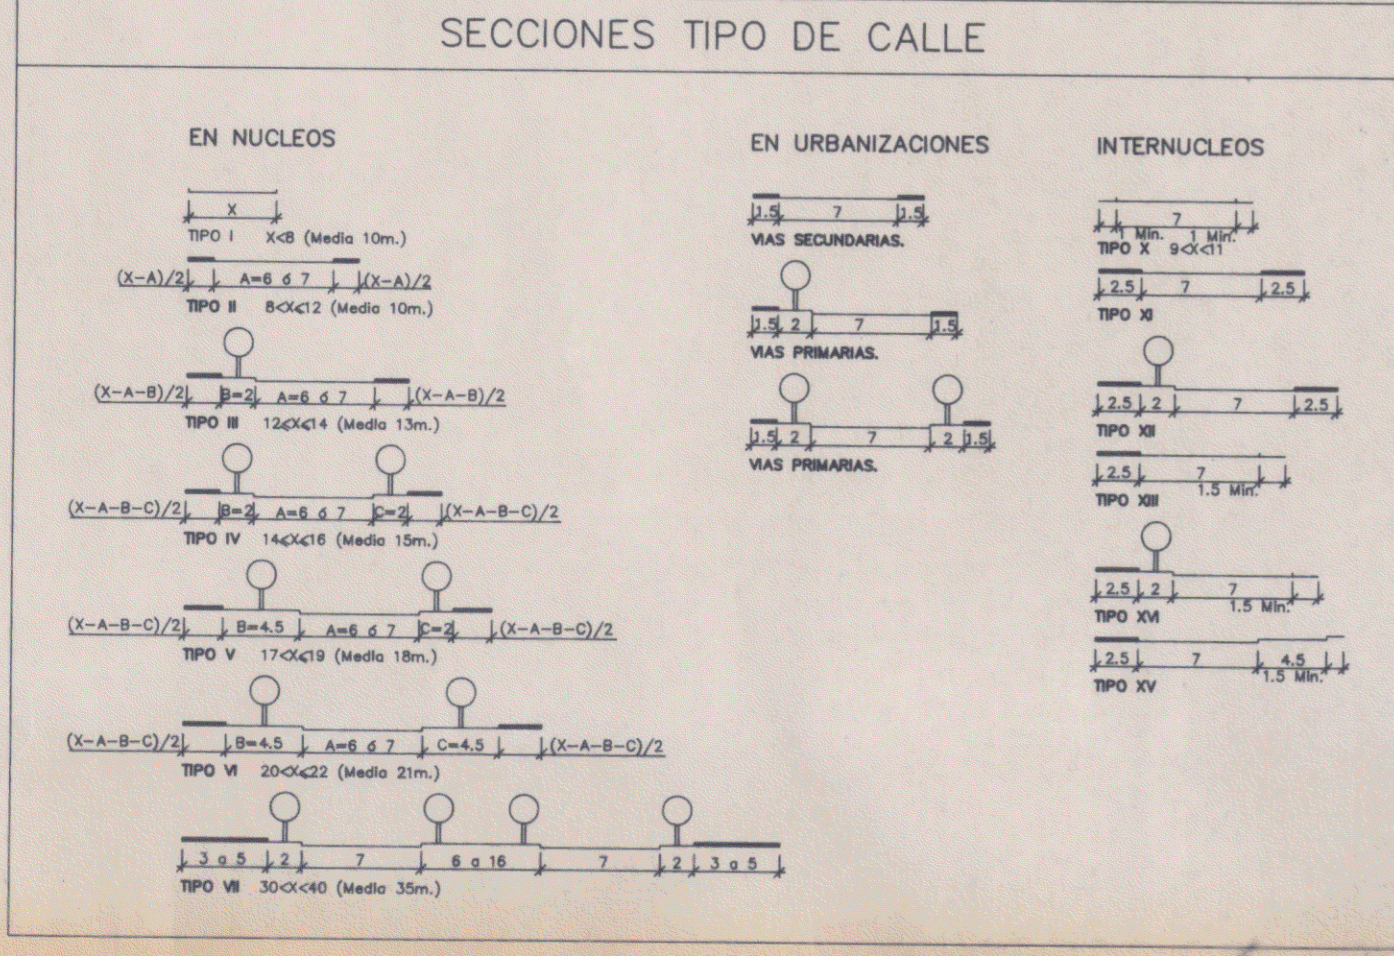 SECCIONES TIPO DE CALLE
EN NUCLEOS
X
TIPO I X<8 (Media 10m.)
(X-A)/2 A=6 ó 7 (X-A)/2
TIPO II 8<X⩽12 (Media 10m.)
(X-A-B)/2 B=2 A=6 ó 7 (X-A-B)/2
TIPO III 12⩽X⩽14 (Media 13m.)
(X-A-B-C)/2 B=2 A=6 ó 7 C=2 (X-A-B-C)/2
TIPO IV 14⩽X⩽16 (Media 15m.)
(X-A-B-C)/2 B=4.5 A=6 ó 7 C=2 (X-A-B-C)/2
TIPO V 17<X⩽19 (Media 18m.)
(X-A-B-C)/2 B=4.5 A=6 ó 7 C=4.5 (X-A-B-C)/2
TIPO VI 20<X⩽22 (Media 21m.)
3 a 5 2 7 6 a 16 7 2 3 a 5
TIPO VII 30<X<40 (Media 35m.)
EN URBANIZACIONES
1.5 7 1.5
VIAS SECUNDARIAS.
1.5 2 7 1.5
VIAS PRIMARIAS.
1.5 2 7 2 1.5
VIAS PRIMARIAS.
INTERNUCLEOS
7
1 Min. 1 Min.
TIPO X 9<X<11
2.5 7 2.5
TIPO XI
2.5 2 7 2.5
TIPO XII
2.5 7
1.5 Min.
TIPO XIII
2.5 2 7
1.5 Min.
TIPO XVI
2.5 7 4.5
1.5 Min.
TIPO XV